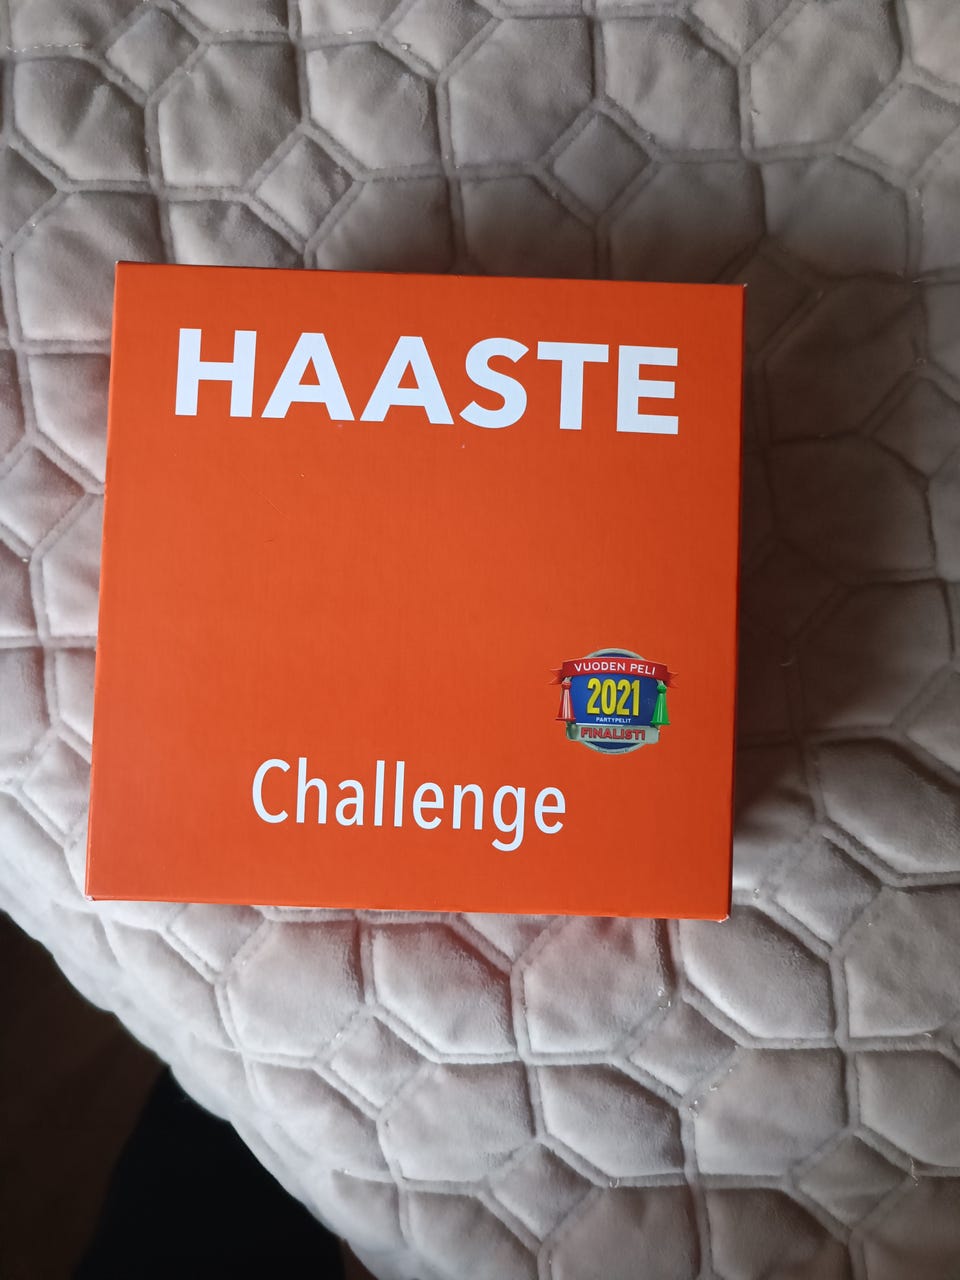 HAASTE
VUODEN PELI
2021
PARTYPELIT
FINALISTI
Challenge